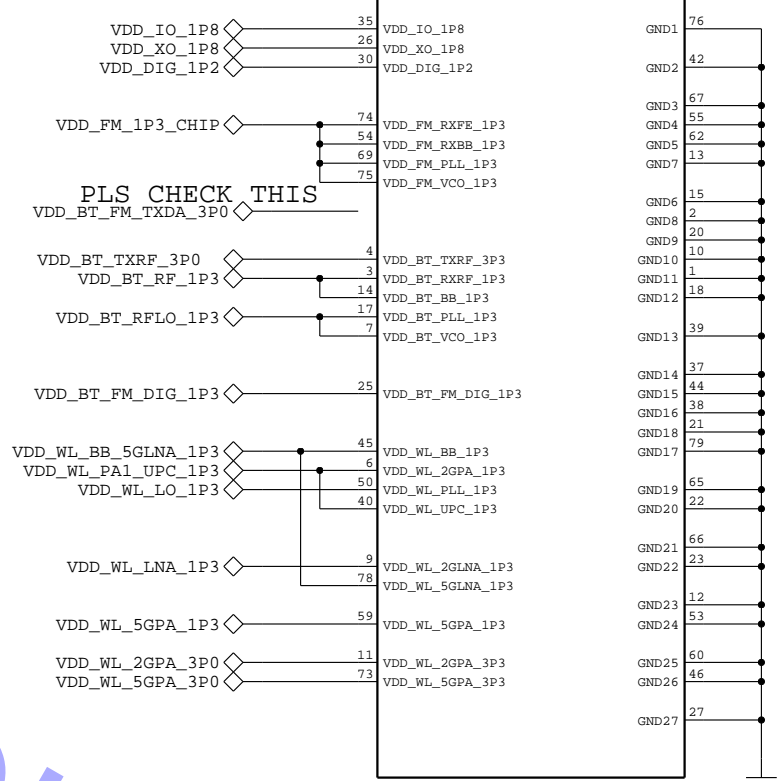 VDD_IO_1P8 35 VDD_IO_1P8 GND1 76
VDD_XO_1P8 26 VDD_XO_1P8
VDD_DIG_1P2 30 VDD_DIG_1P2 GND2 42
GND3 67
VDD_FM_1P3_CHIP 74 VDD_FM_RXFE_1P3 GND4 55
54 VDD_FM_RXBB_1P3 GND5 62
69 VDD_FM_PLL_1P3 GND7 13
75 VDD_FM_VCO_1P3
PLS CHECK THIS GND6 15
VDD_BT_FM_TXDA_3P0 GND8 2
GND9 20
VDD_BT_TXRF_3P0 4 VDD_BT_TXRF_3P3 GND10 10
VDD_BT_RF_1P3 3 VDD_BT_RXRF_1P3 GND11 1
14 VDD_BT_BB_1P3 GND12 18
VDD_BT_RFLO_1P3 17 VDD_BT_PLL_1P3
7 VDD_BT_VCO_1P3 GND13 39
GND14 37
VDD_BT_FM_DIG_1P3 25 VDD_BT_FM_DIG_1P3 GND15 44
GND16 38
GND18 21
VDD_WL_BB_5GLNA_1P3 45 VDD_WL_BB_1P3 GND17 79
VDD_WL_PA1_UPC_1P3 6 VDD_WL_2GPA_1P3
VDD_WL_LO_1P3 50 VDD_WL_PLL_1P3 GND19 65
40 VDD_WL_UPC_1P3 GND20 22
GND21 66
VDD_WL_LNA_1P3 9 VDD_WL_2GLNA_1P3 GND22 23
78 VDD_WL_5GLNA_1P3
GND23 12
VDD_WL_5GPA_1P3 59 VDD_WL_5GPA_1P3 GND24 53
VDD_WL_2GPA_3P0 11 VDD_WL_2GPA_3P3 GND25 60
VDD_WL_5GPA_3P0 73 VDD_WL_5GPA_3P3 GND26 46
GND27 27